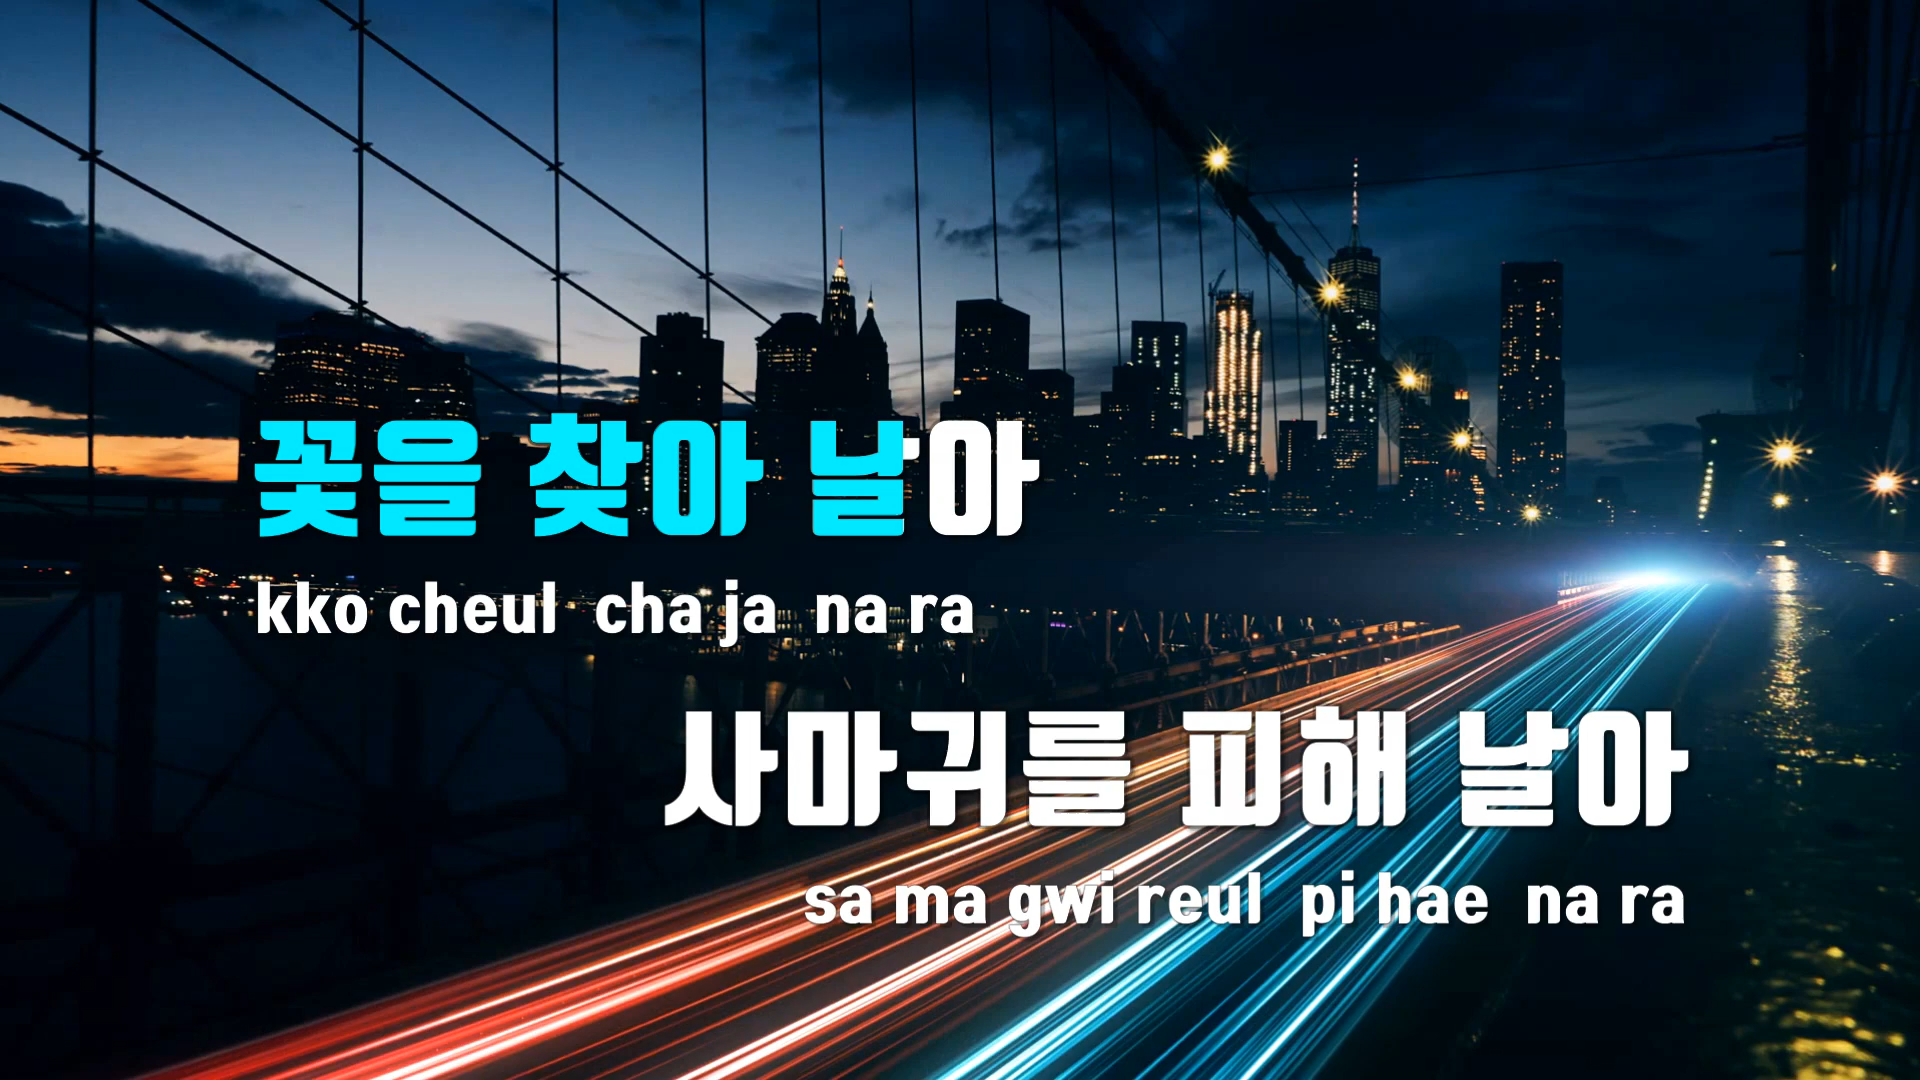 꽃을 찾아 날아
kko cheul cha ja na ra
사마귀를 피해 날아
sa ma gwi reul pi hae na ra